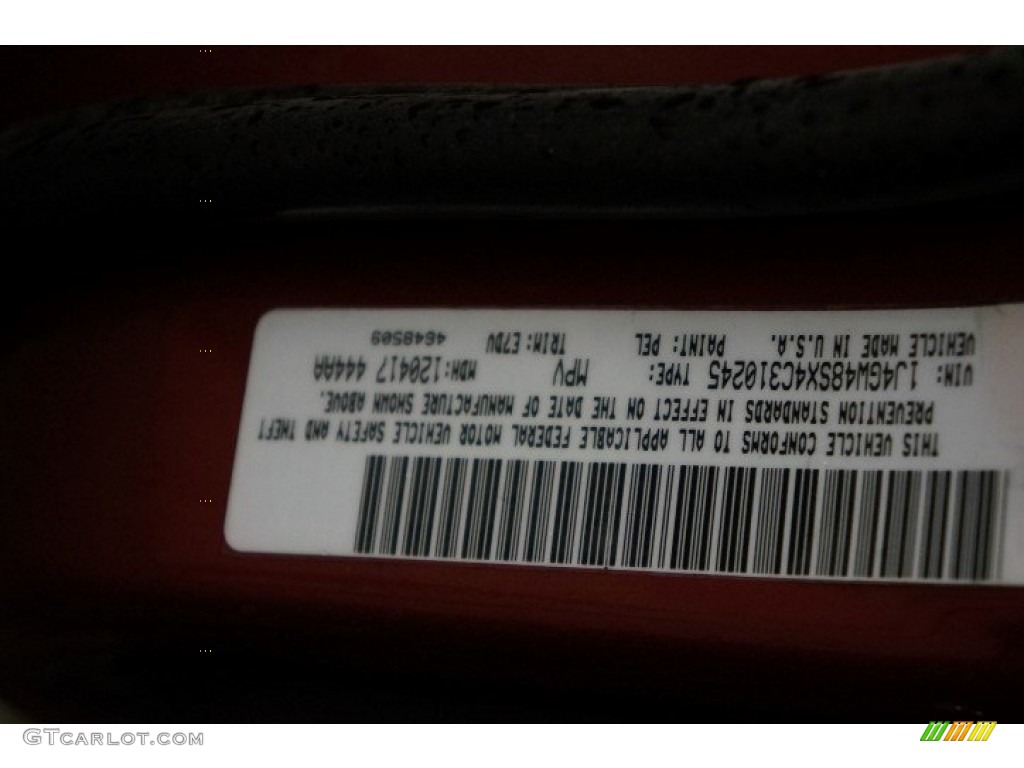 THIS VEHICLE CONFORMS TO ALL APPLICABLE FEDERAL MOTOR VEHICLE SAFETY AND THEFT
PREVENTION STANDARDS IN EFFECT ON THE DATE OF MANUFACTURE SHOWN ABOVE.
VIN: 1J4GW48SX4C310245 TYPE: MPV MDH: 120417 444AA
VEHICLE MADE IN U.S.A. PAINT: PEL TRIM: E7DV 4648509
GTCARLOT.COM